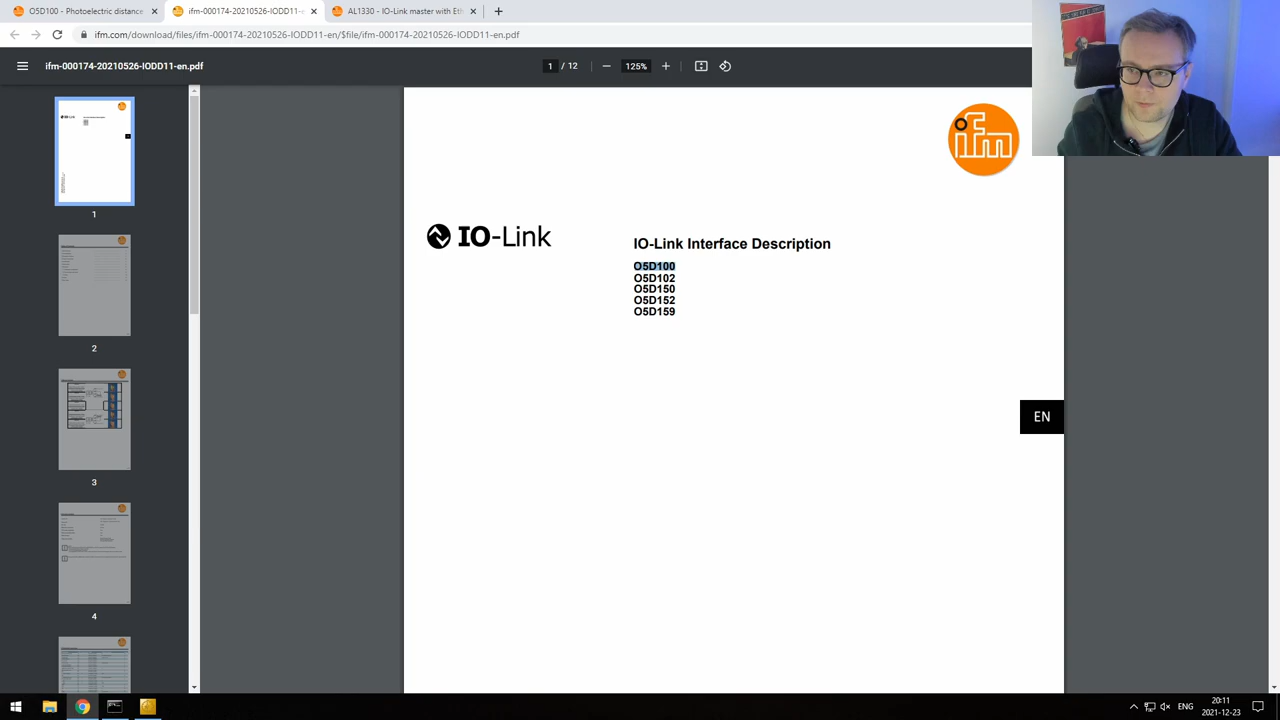 O5D100 - Photoelectric distance
ifm-000174-20210526-IODD11-e
AL1330 - IO-Link master with Eth
ifm.com/download/files/ifm-000174-20210526-IODD11-en/$file/ifm-000174-20210526-IODD11-en.pdf
ifm-000174-20210526-IODD11-en.pdf
1 / 12
125%
ifm
IO-Link
IO-Link Interface Description
O5D100
O5D102
O5D150
O5D152
O5D159
EN
1
2
3
4
ENG
20:11
2021-12-23